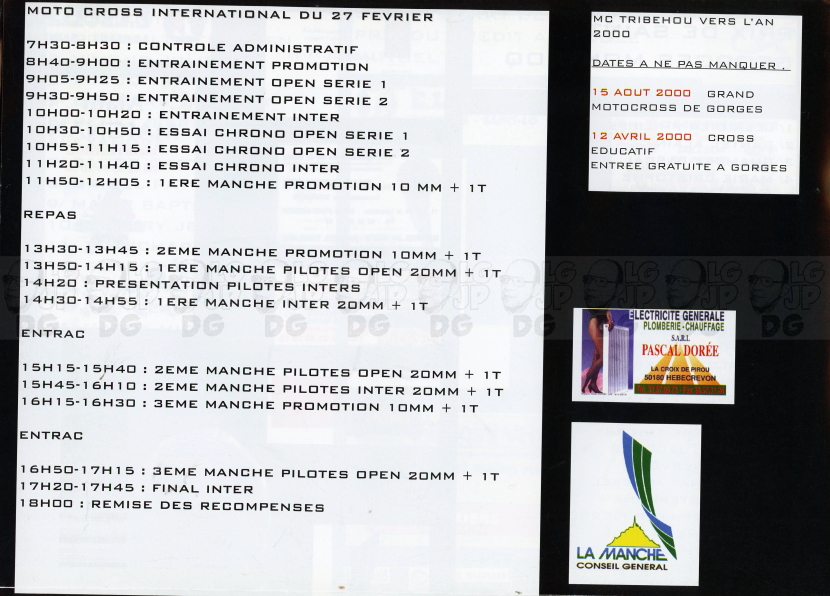 MOTO CROSS INTERNATIONAL DU 27 FEVRIER
7H30-8H30 : CONTROLE ADMINISTRATIF
8H40-9H00 : ENTRAINEMENT PROMOTION
9H05-9H25 : ENTRAINEMENT OPEN SERIE 1
9H30-9H50 : ENTRAINEMENT OPEN SERIE 2
10H00-10H20 : ENTRAINEMENT INTER
10H30-10H50 : ESSAI CHRONO OPEN SERIE 1
10H55-11H15 : ESSAI CHRONO OPEN SERIE 2
11H20-11H40 : ESSAI CHRONO INTER
11H50-12H05 : 1ERE MANCHE PROMOTION 10 MM + 1T
REPAS
13H30-13H45 : 2EME MANCHE PROMOTION 10MM + 1T
13H50-14H15 : 1ERE MANCHE PILOTES OPEN 20MM + 1T
14H20 : PRESENTATION PILOTES INTERS
14H30-14H55 : 1ERE MANCHE INTER 20MM + 1T
ENTRAC
15H15-15H40 : 2EME MANCHE PILOTES OPEN 20MM + 1T
15H45-16H10 : 2EME MANCHE PILOTES INTER 20MM + 1T
16H15-16H30 : 3EME MANCHE PROMOTION 10MM + 1T
ENTRAC
16H50-17H15 : 3EME MANCHE PILOTES OPEN 20MM + 1T
17H20-17H45 : FINAL INTER
18H00 : REMISE DES RECOMPENSES
MC TRIBEHOU VERS L'AN
2000
DATES A NE PAS MANQUER .
15 AOUT 2000 GRAND
MOTOCROSS DE GORGES
12 AVRIL 2000 CROSS
EDUCATIF
ENTREE GRATUITE A GORGES
ELECTRICITE GENERALE
PLOMBERIE-CHAUFFAGE
S.A.R.L
PASCAL DORÉE
LA CROIX DE PIROU
50180 HEBECREVON
LA MANCHE
CONSEIL GENERAL
LG
JP
DG